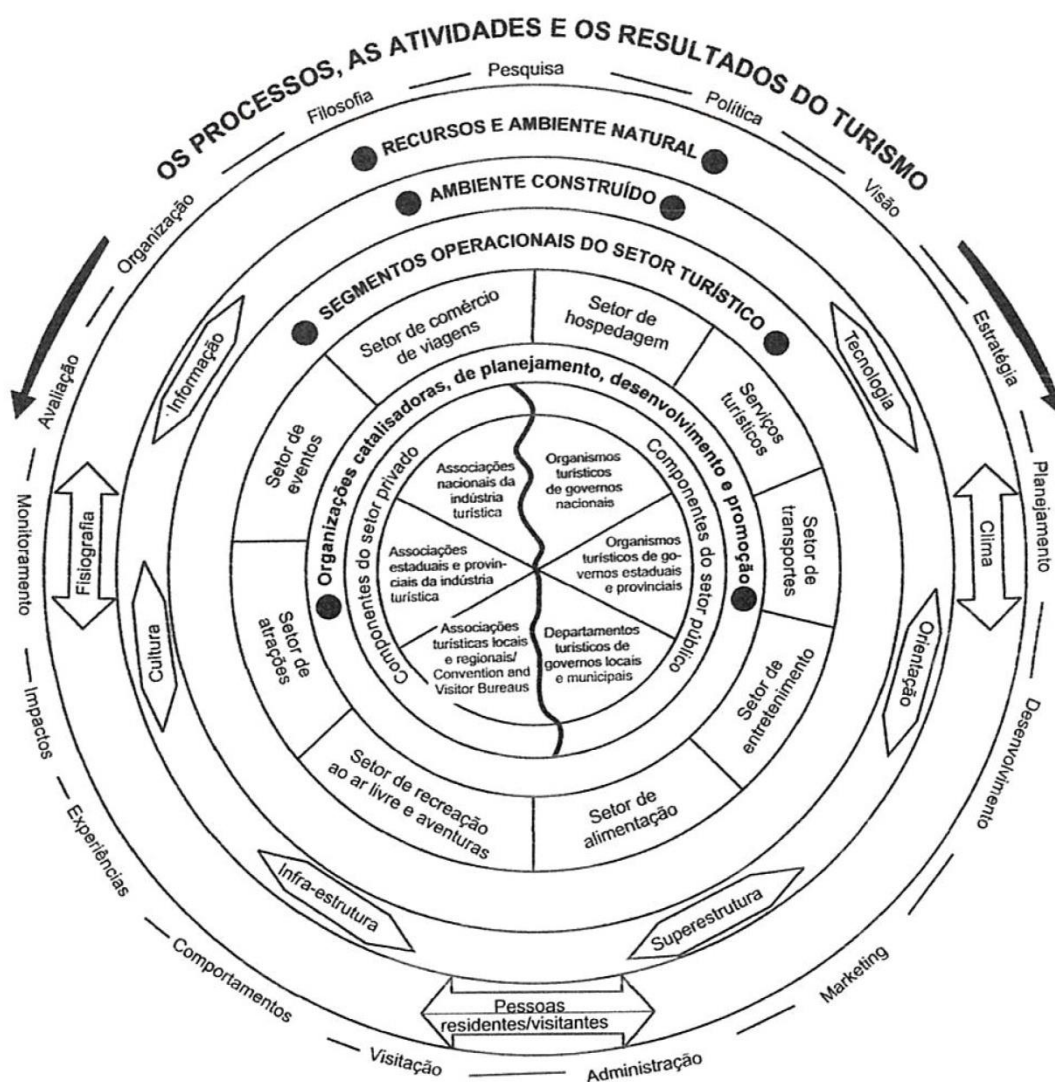 OS PROCESSOS, AS ATIVIDADES E OS RESULTADOS DO TURISMO
Pesquisa
Política
Visão
Estratégia
Planejamento
Desenvolvimento
Marketing
Administração
Visitação
Comportamentos
Experiências
Impactos
Monitoramento
Avaliação
Organização
Filosofia
RECURSOS E AMBIENTE NATURAL
Clima
Pessoas
residentes/visitantes
Fisiografia
AMBIENTE CONSTRUÍDO
Tecnologia
Orientação
Superestrutura
Infra-estrutura
Cultura
Informação
SEGMENTOS OPERACIONAIS DO SETOR TURÍSTICO
Setor de comércio
de viagens
Setor de
hospedagem
Serviços
turísticos
Setor de
transportes
Setor de
entretenimento
Setor de
alimentação
Setor de recreação
ao ar livre e aventuras
Setor de
atrações
Setor de
eventos
Organizações catalisadoras, de planejamento, desenvolvimento e promoção
Componentes do setor privado
Componentes do setor público
Associações
nacionais da
indústria
turística
Organismos
turísticos
de governos
nacionais
Associações
estaduais e provin-
ciais da indústria
turística
Organismos
turísticos de go-
vernos estaduais
e provinciais
Associações
turísticas locais
e regionais/
Convention and
Visitor Bureaus
Departamentos
turísticos de
governos locais
e municipais